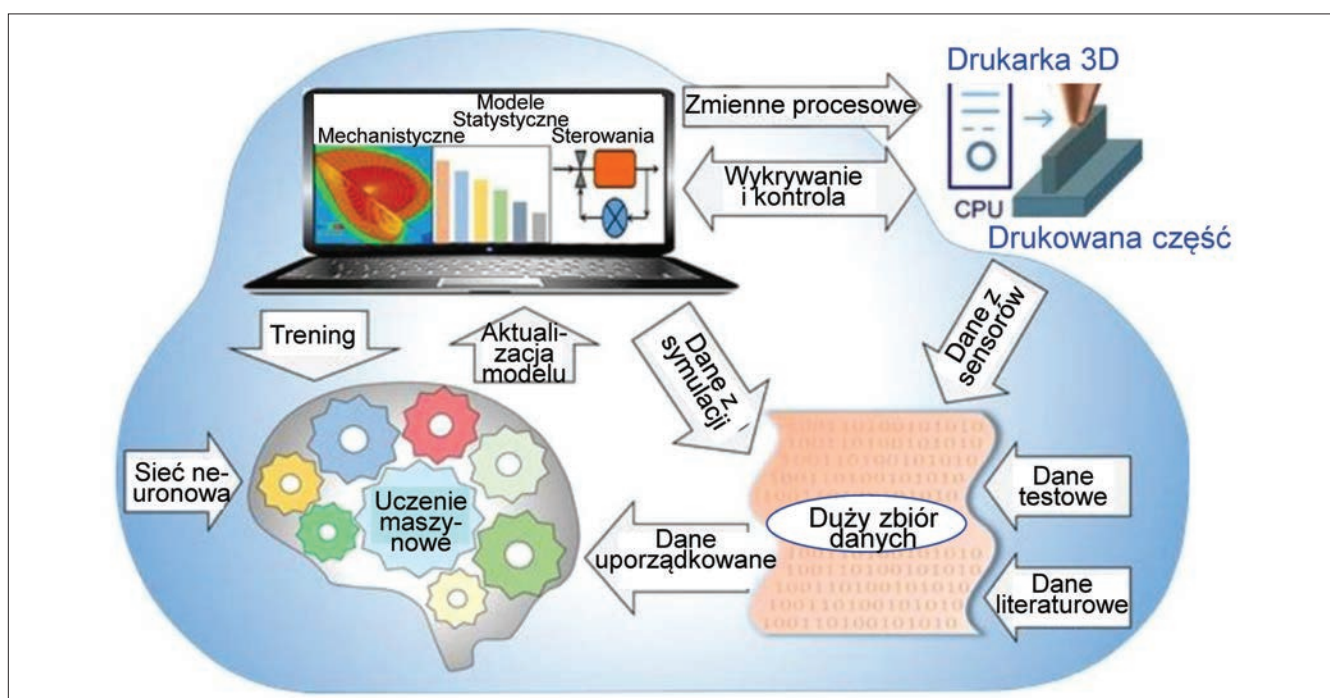 Drukarka 3D
Modele
Statystyczne
Mechanistyczne
Sterowania
Zmienne procesowe
Wykrywanie
i kontrola
CPU
Drukowana część
Trening
Aktuali-
zacja
modelu
Dane z
symulacji
Dane z
sensorów
Sieć ne-
uronowa
Uczenie
maszy-
nowe
Dane
uporządkowane
Duży zbiór
danych
Dane
testowe
Dane
literaturowe